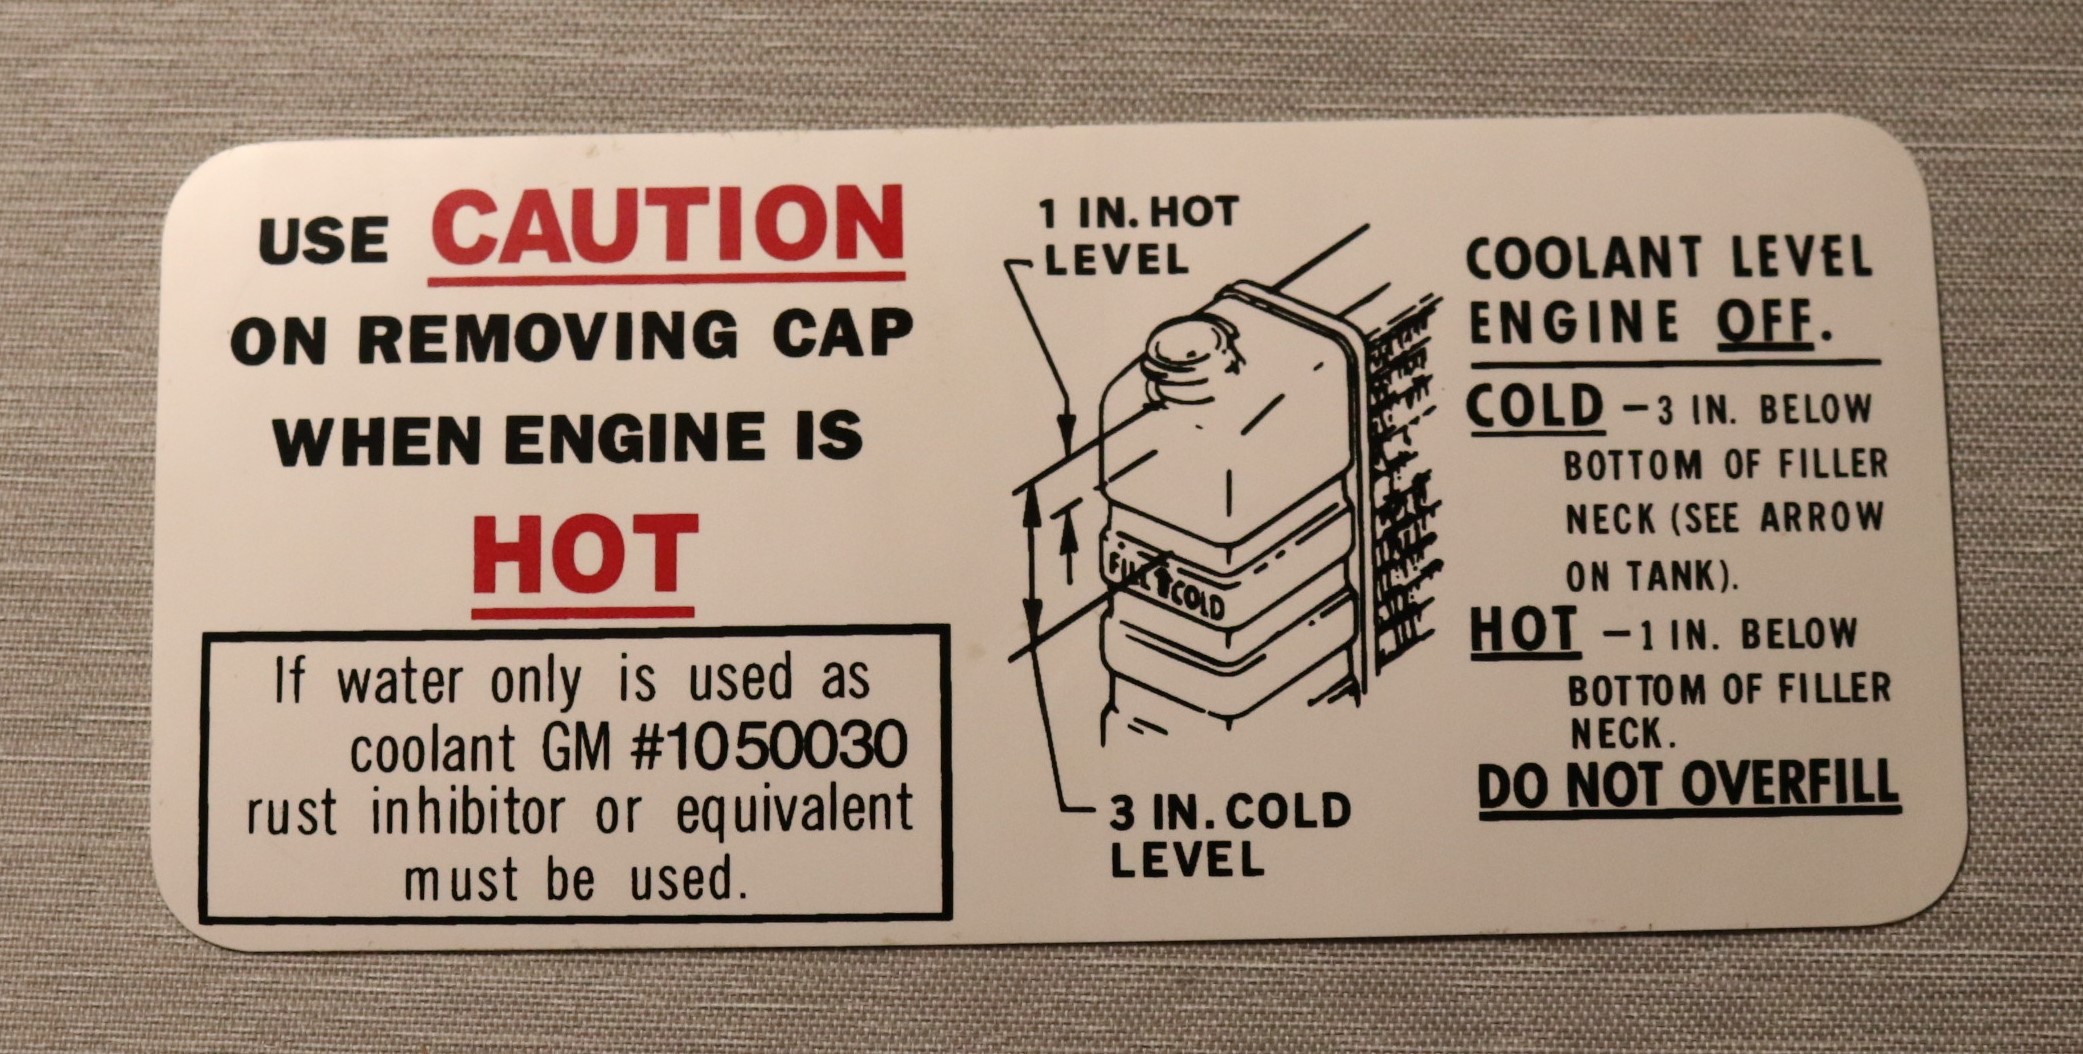 USE CAUTION
ON REMOVING CAP
WHEN ENGINE IS
HOT
If water only is used as
coolant GM #1050030
rust inhibitor or equivalent
must be used.
1 IN. HOT
LEVEL
FILL COLD
3 IN. COLD
LEVEL
COOLANT LEVEL
ENGINE OFF.
COLD – 3 IN. BELOW
BOTTOM OF FILLER
NECK (SEE ARROW
ON TANK).
HOT – 1 IN. BELOW
BOTTOM OF FILLER
NECK.
DO NOT OVERFILL